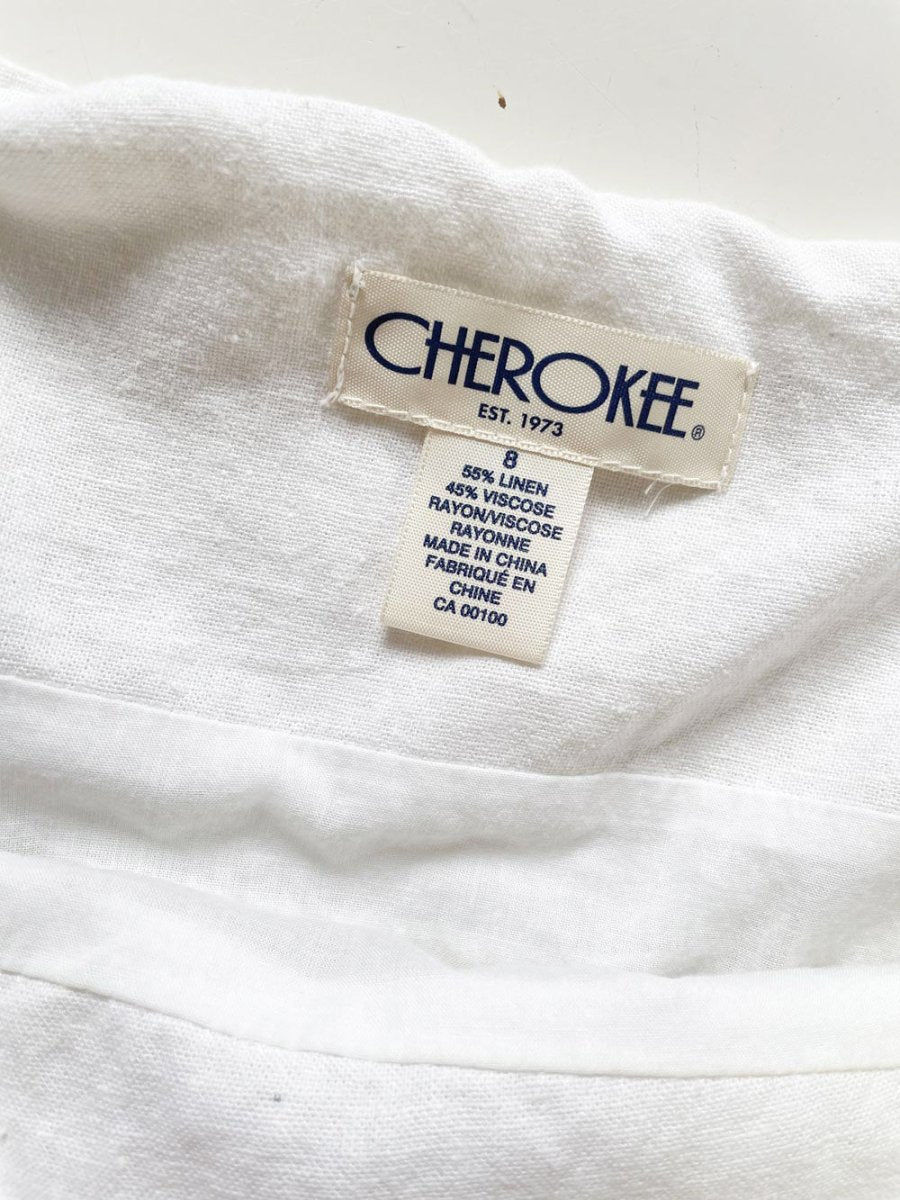 CHEROKEE®
EST. 1973
8
55% LINEN
45% VISCOSE
RAYON/VISCOSE
RAYONNE
MADE IN CHINA
FABRIQUÉ EN
CHINE
CA 00100